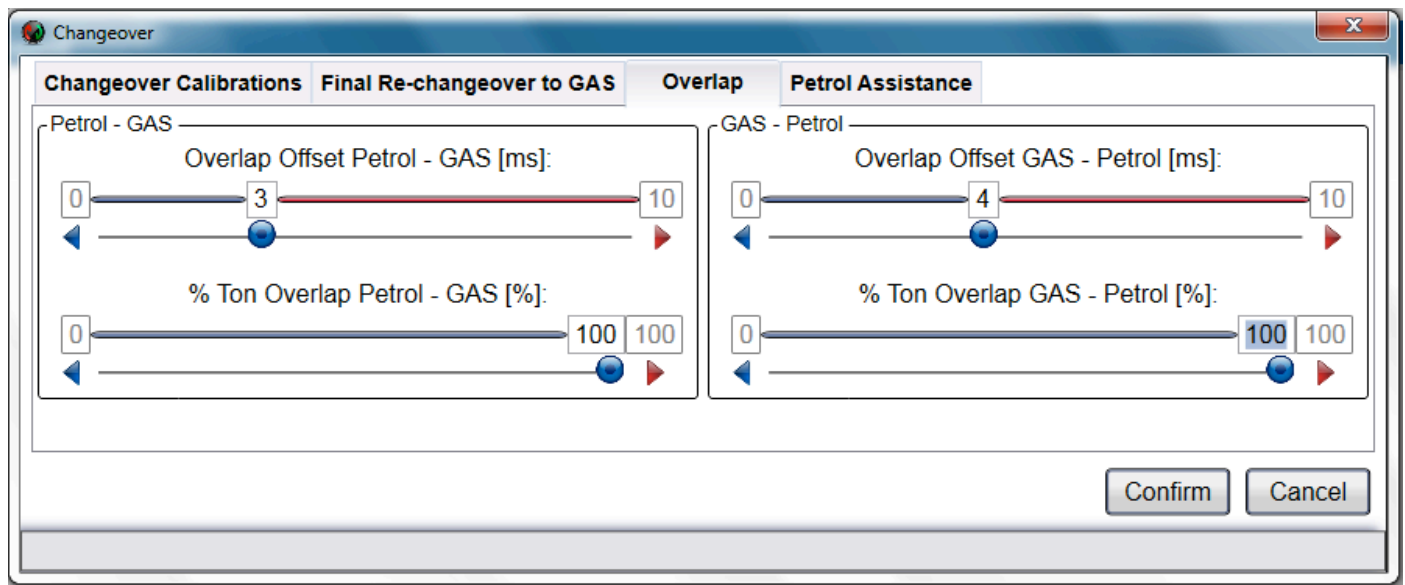 Changeover
Changeover Calibrations Final Re-changeover to GAS Overlap Petrol Assistance
Petrol - GAS
Overlap Offset Petrol - GAS [ms]:
0 3 10
% Ton Overlap Petrol - GAS [%]:
0 100 100
GAS - Petrol
Overlap Offset GAS - Petrol [ms]:
0 4 10
% Ton Overlap GAS - Petrol [%]:
0 100 100
Confirm Cancel